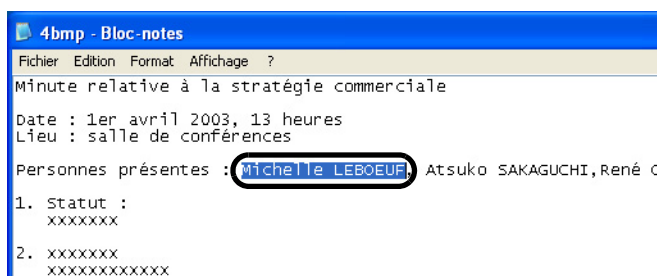 4bmp - Bloc-notes
Fichier Edition Format Affichage ?
Minute relative à la stratégie commerciale
Date : 1er avril 2003, 13 heures
Lieu : salle de conférences
Personnes présentes : Michelle LEBOEUF, Atsuko SAKAGUCHI,René
1. Statut :
xxxxxxx
2. xxxxxxx
xxxxxxxxxxxx